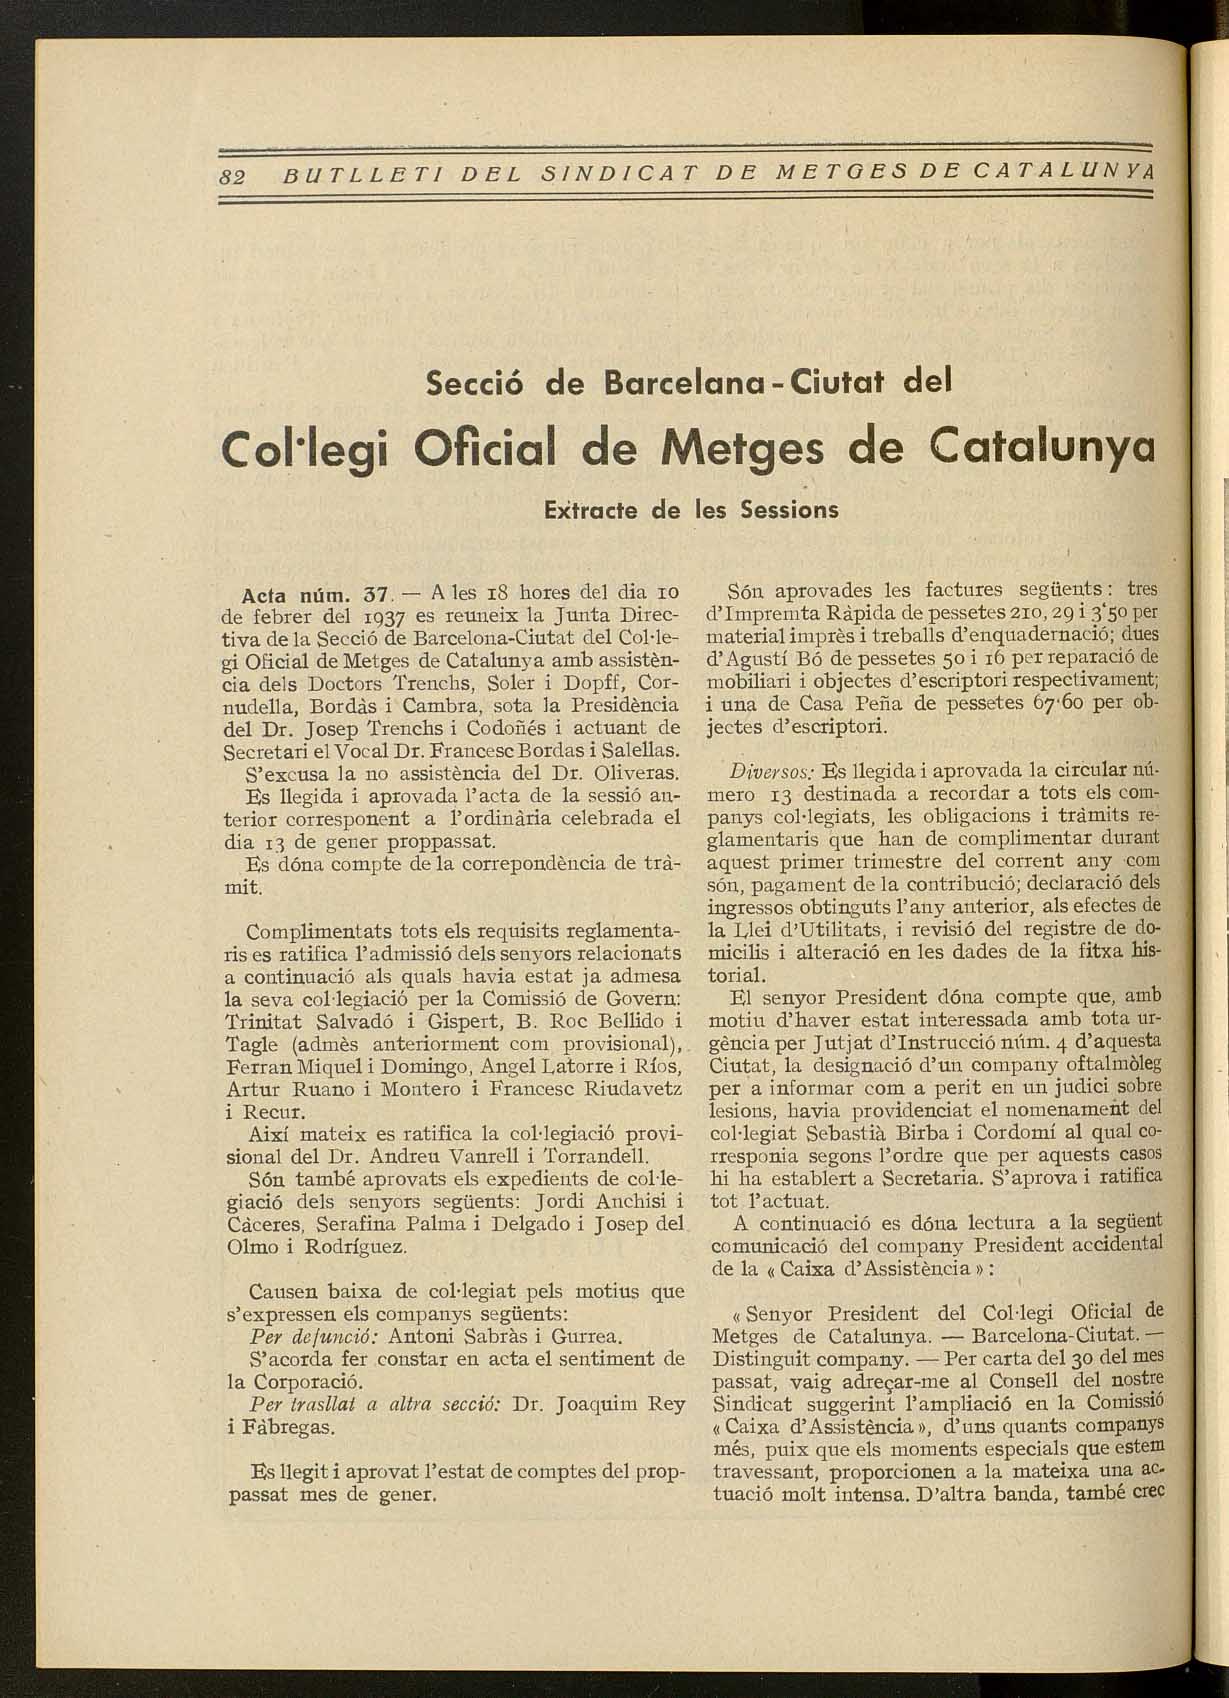 82 BUTLLETI DEL SINDICAT DE METGES DE CATALUNYA
Secció de Barcelana - Ciutat del
Col·legi Oficial de Metges de Catalunya
Extracte de les Sessions
Acta núm. 37. — A les 18 hores del dia 10
de febrer del 1937 es reuneix la Junta Direc-
tiva de la Secció de Barcelona-Ciutat del Col·le-
gi Oficial de Metges de Catalunya amb assistèn-
cia dels Doctors Trenchs, Soler i Dopff, Cor-
nudella, Bordàs i Cambra, sota la Presidència
del Dr. Josep Trenchs i Codoñés i actuant de
Secretari el Vocal Dr. Francesc Bordas i Salellas.
S'excusa la no assistència del Dr. Oliveras.
Es llegida i aprovada l'acta de la sessió an-
terior corresponent a l'ordinària celebrada el
dia 13 de gener proppassat.
Es dóna compte de la correpondència de trà-
mit.
Complimentats tots els requisits reglamenta-
ris es ratifica l'admissió dels senyors relacionats
a continuació als quals havia estat ja admesa
la seva col·legiació per la Comissió de Govern:
Trinitat Salvadó i Gispert, B. Roc Bellido i
Tagle (admès anteriorment com provisional),
Ferran Miquel i Domingo, Angel Latorre i Ríos,
Artur Ruano i Montero i Francesc Riudavetz
i Recur.
Així mateix es ratifica la col·legiació provi-
sional del Dr. Andreu Vanrell i Torrandell.
Són també aprovats els expedients de col·le-
giació dels senyors següents: Jordi Anchisi i
Càceres, Serafina Palma i Delgado i Josep del
Olmo i Rodríguez.
Causen baixa de col·legiat pels motius que
s'expressen els companys següents:
Per defunció: Antoni Sabràs i Gurrea.
S'acorda fer constar en acta el sentiment de
la Corporació.
Per trasllat a altra secció: Dr. Joaquim Rey
i Fàbregas.
Es llegit i aprovat l'estat de comptes del prop-
passat mes de gener.
Són aprovades les factures següents: tres
d'Impremta Ràpida de pessetes 210, 29 i 3'50 per
material imprès i treballs d'enquadernació; dues
d'Agustí Bó de pessetes 50 i 16 per reparació de
mobiliari i objectes d'escriptori respectivament;
i una de Casa Peña de pessetes 67·60 per ob-
jectes d'escriptori.
Diversos: Es llegida i aprovada la circular nú-
mero 13 destinada a recordar a tots els com-
panys col·legiats, les obligacions i tràmits re-
glamentaris que han de complimentar durant
aquest primer trimestre del corrent any com
són, pagament de la contribució; declaració dels
ingressos obtinguts l'any anterior, als efectes de
la Llei d'Utilitats, i revisió del registre de do-
micilis i alteració en les dades de la fitxa his-
torial.
El senyor President dóna compte que, amb
motiu d'haver estat interessada amb tota ur-
gència per Jutjat d'Instrucció núm. 4 d'aquesta
Ciutat, la designació d'un company oftalmòleg
per a informar com a perit en un judici sobre
lesions, havia providenciat el nomenament del
col·legiat Sebastià Birba i Cordomí al qual co-
rresponia segons l'ordre que per aquests casos
hi ha establert a Secretaria. S'aprova i ratifica
tot l'actuat.
A continuació es dóna lectura a la següent
comunicació del company President accidental
de la « Caixa d'Assistència » :
« Senyor President del Col·legi Oficial de
Metges de Catalunya. — Barcelona-Ciutat. —
Distinguit company. — Per carta del 30 del mes
passat, vaig adreçar-me al Consell del nostre
Sindicat suggerint l'ampliació en la Comissió
« Caixa d'Assistència », d'uns quants companys
més, puix que els moments especials que estem
travessant, proporcionen a la mateixa una ac-
tuació molt intensa. D'altra banda, també crec